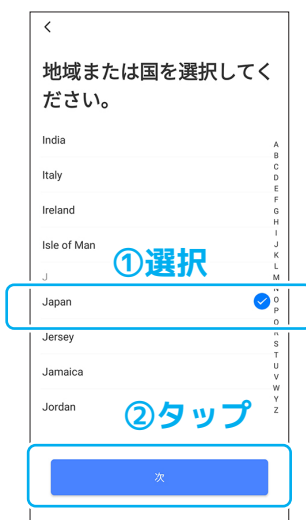 地域または国を選択してく
ださい。
India
Italy
Ireland
Isle of Man
①選択
J
Japan
Jersey
Jamaica
Jordan
②タップ
次
A
B
C
D
E
F
G
H
I
J
K
L
M
N
O
P
Q
R
S
T
U
V
W
Y
Z